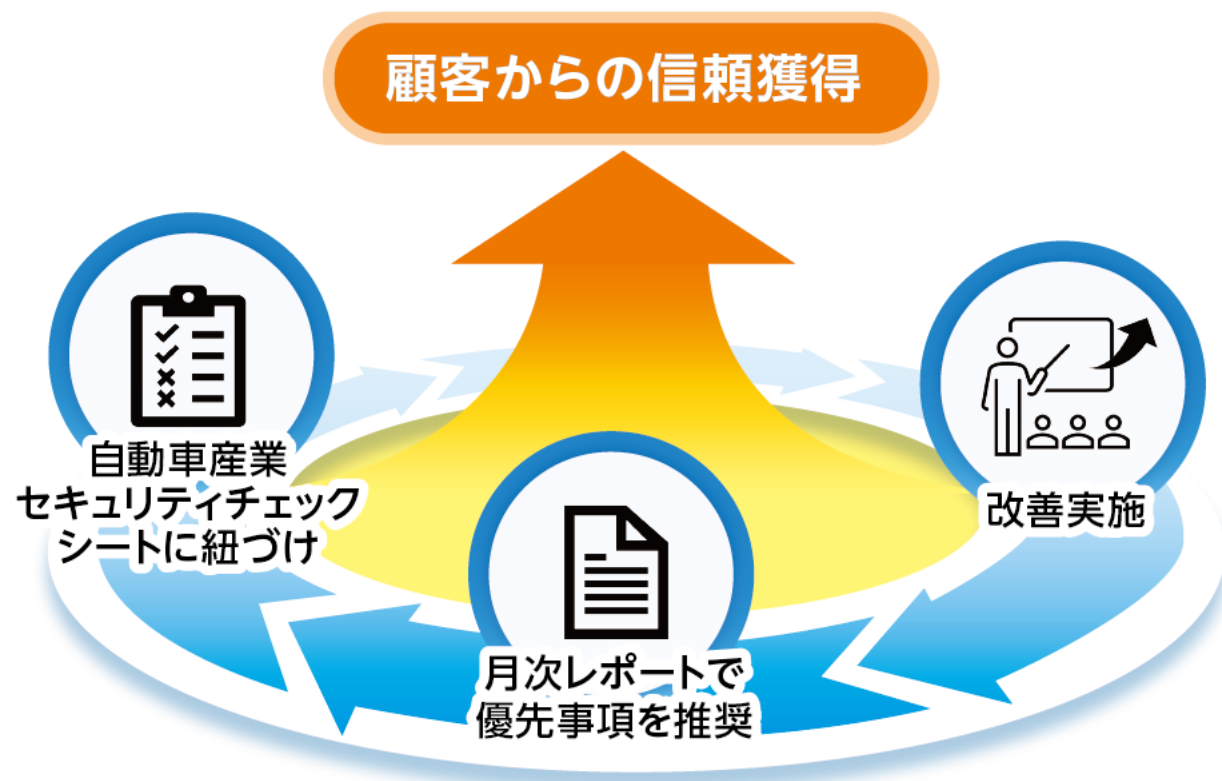 顧客からの信頼獲得
自動車産業
セキュリティチェック
シートに紐づけ
改善実施
月次レポートで
優先事項を推奨